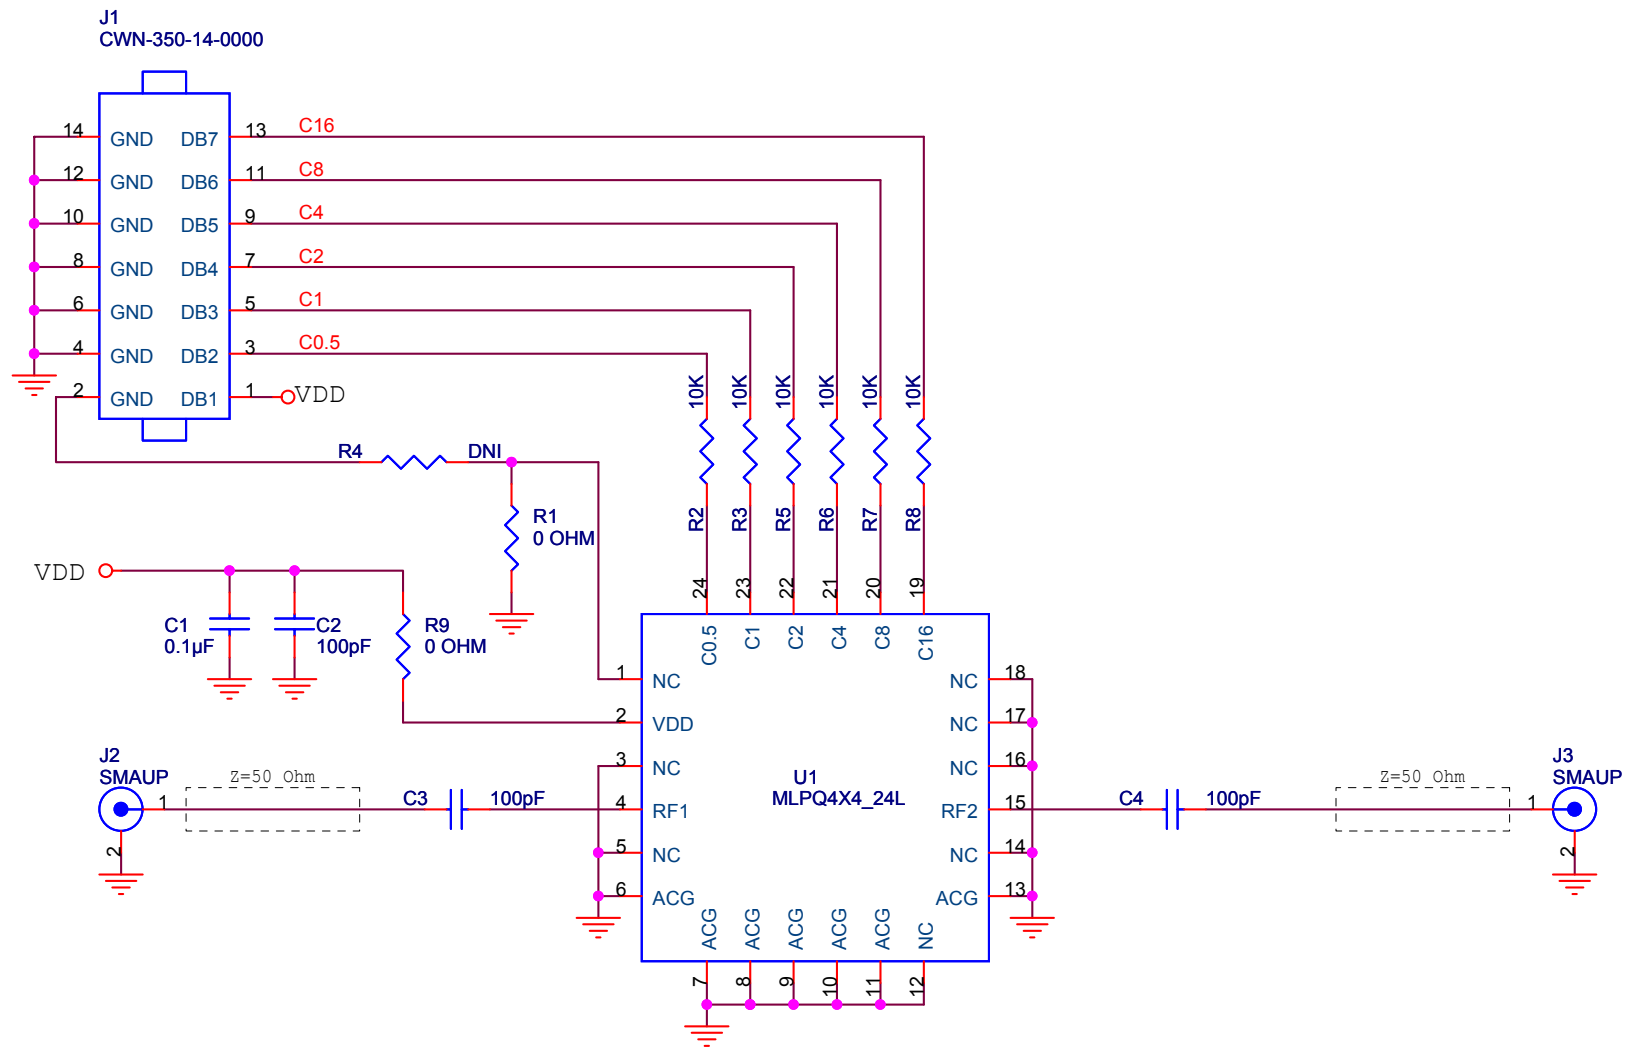 J1
CWN-350-14-0000
14 GND DB7 13 C16
12 GND DB6 11 C8
10 GND DB5 9 C4
8 GND DB4 7 C2
6 GND DB3 5 C1
4 GND DB2 3 C0.5
2 GND DB1 1 VDD
10K 10K 10K 10K 10K 10K
R4 DNI
R2 R3 R5 R6 R7 R8
R1
0 OHM
VDD
24 23 22 21 20 19
C1
0.1µF
C2
100pF
R9
0 OHM
C0.5 C1 C2 C4 C8 C16
1 NC NC 18
2 VDD NC 17
3 NC NC 16
J2
SMAUP
Z=50 Ohm
U1
MLPQ4X4_24L
Z=50 Ohm
J3
SMAUP
1 C3 100pF 4 RF1 RF2 15 C4 100pF 1
2 5 NC NC 14 2
6 ACG ACG 13
ACG ACG ACG ACG ACG NC
7 8 9 10 11 12